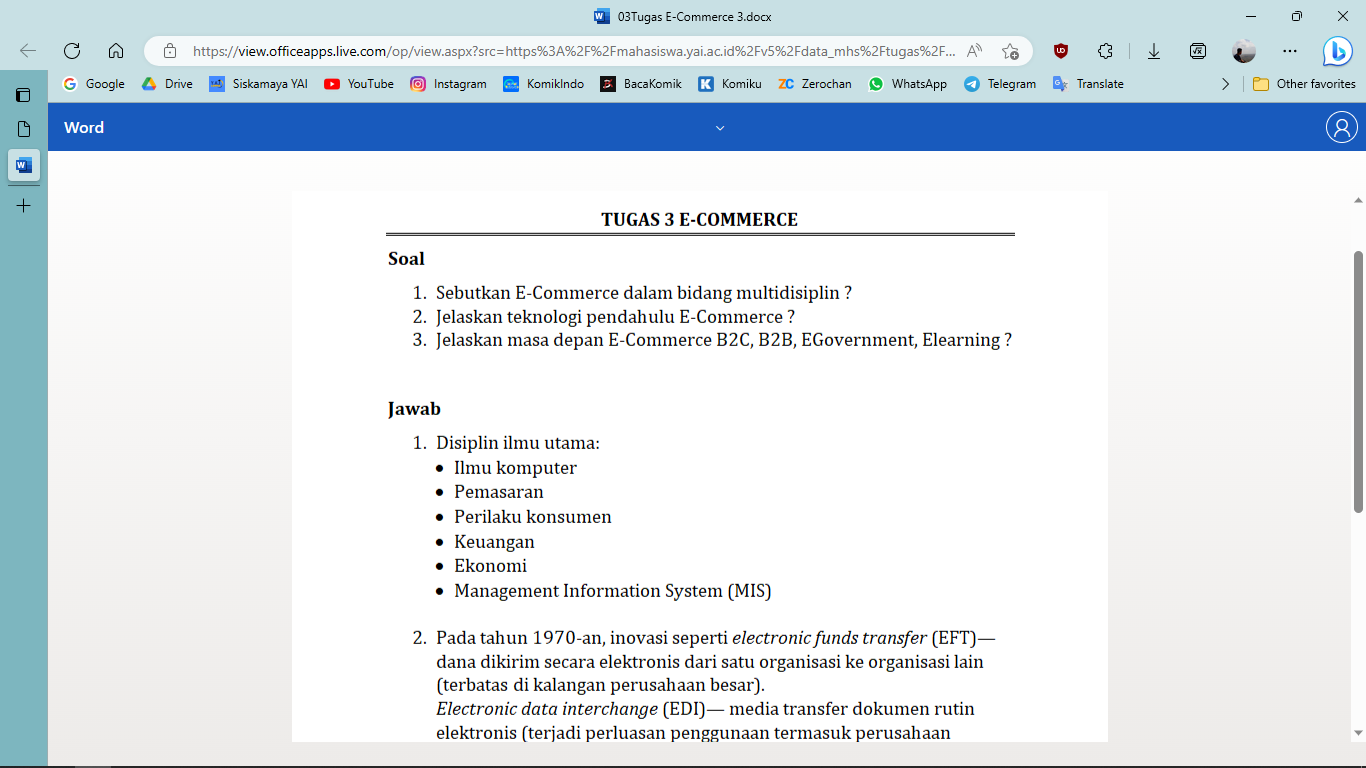 03Tugas E-Commerce 3.docx
https://view.officeapps.live.com/op/view.aspx?src=https%3A%2F%2Fmahasiswa.yai.ac.id%2Fv5%2Fdata_mhs%2Ftugas%2F...
Google Drive Siskamaya YAI YouTube Instagram KomikIndo BacaKomik Komiku Zerochan WhatsApp Telegram Translate Other favorites
Word
TUGAS 3 E-COMMERCE
Soal
1. Sebutkan E-Commerce dalam bidang multidisiplin ?
2. Jelaskan teknologi pendahulu E-Commerce ?
3. Jelaskan masa depan E-Commerce B2C, B2B, EGovernment, Elearning ?
Jawab
1. Disiplin ilmu utama:
• Ilmu komputer
• Pemasaran
• Perilaku konsumen
• Keuangan
• Ekonomi
• Management Information System (MIS)
2. Pada tahun 1970-an, inovasi seperti electronic funds transfer (EFT)—
dana dikirim secara elektronis dari satu organisasi ke organisasi lain
(terbatas di kalangan perusahaan besar).
Electronic data interchange (EDI)— media transfer dokumen rutin
elektronis (terjadi perluasan penggunaan termasuk perusahaan